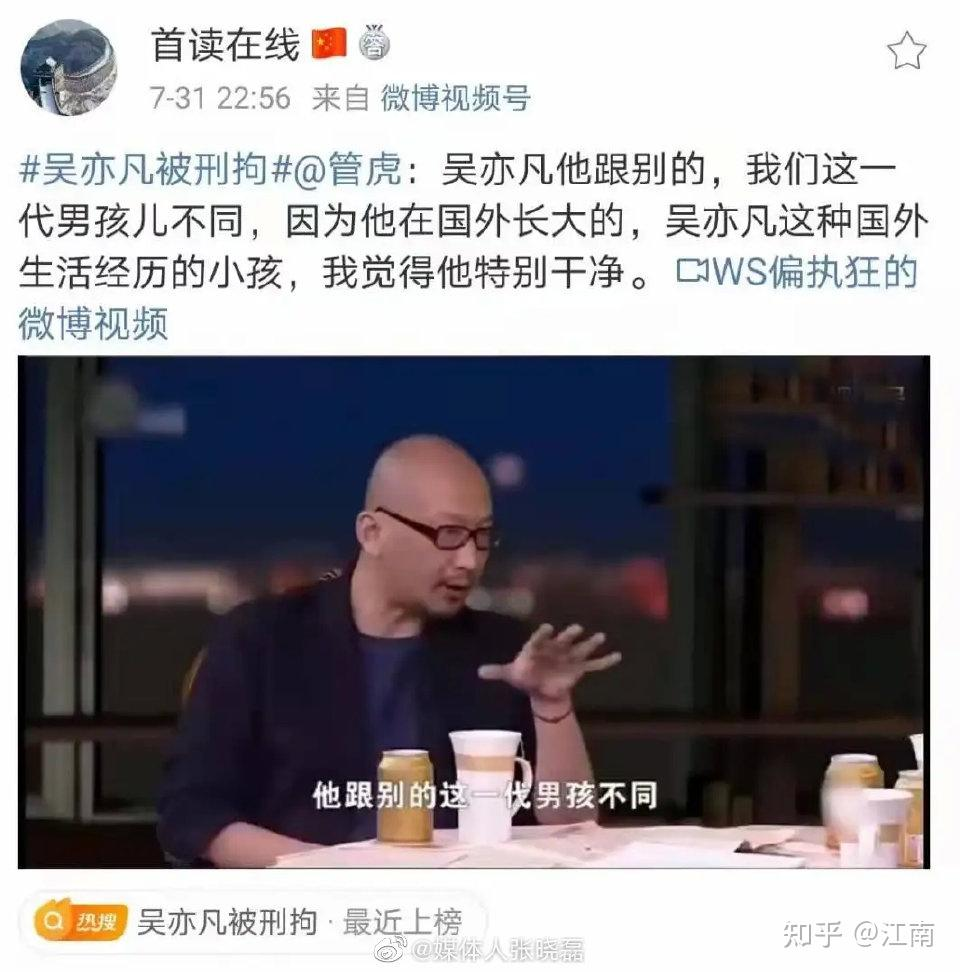 首读在线
7-31 22:56 来自 微博视频号
#吴亦凡被刑拘#@管虎：吴亦凡他跟别的，我们这一
代男孩儿不同，因为他在国外长大的，吴亦凡这种国外
生活经历的小孩，我觉得他特别干净。WS偏执狂的
微博视频
他跟别的这一代男孩不同
热搜 吴亦凡被刑拘 · 最近上榜
@媒体人张晓磊
知乎 @江南